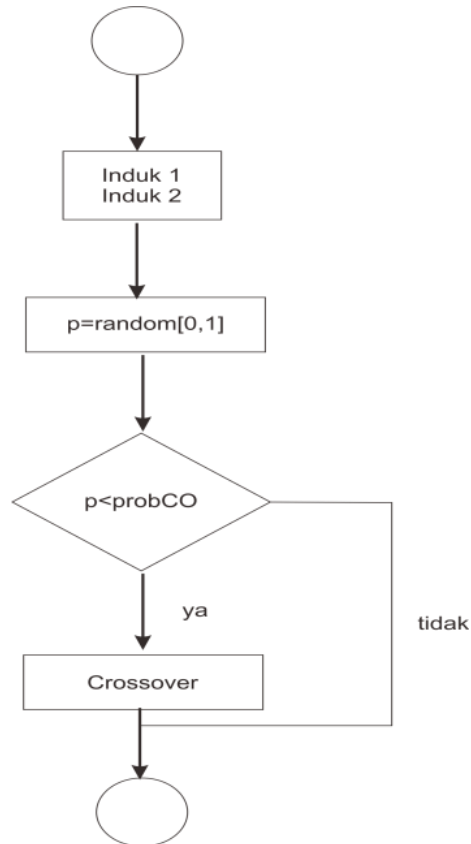 Induk 1
Induk 2
p=random[0,1]
p<probCO
ya
tidak
Crossover